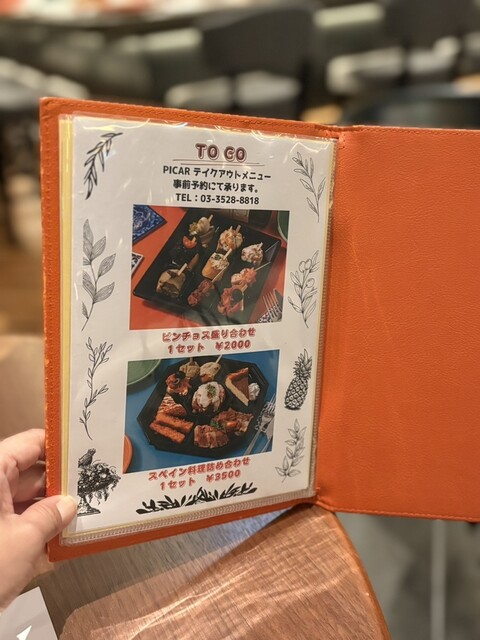 TO GO
PICAR テイクアウトメニュー
事前予約にて承ります。
TEL：03-3528-8818
ピンチョス盛り合わせ
1セット ¥2000
スペイン料理詰め合わせ
1セット ¥3500